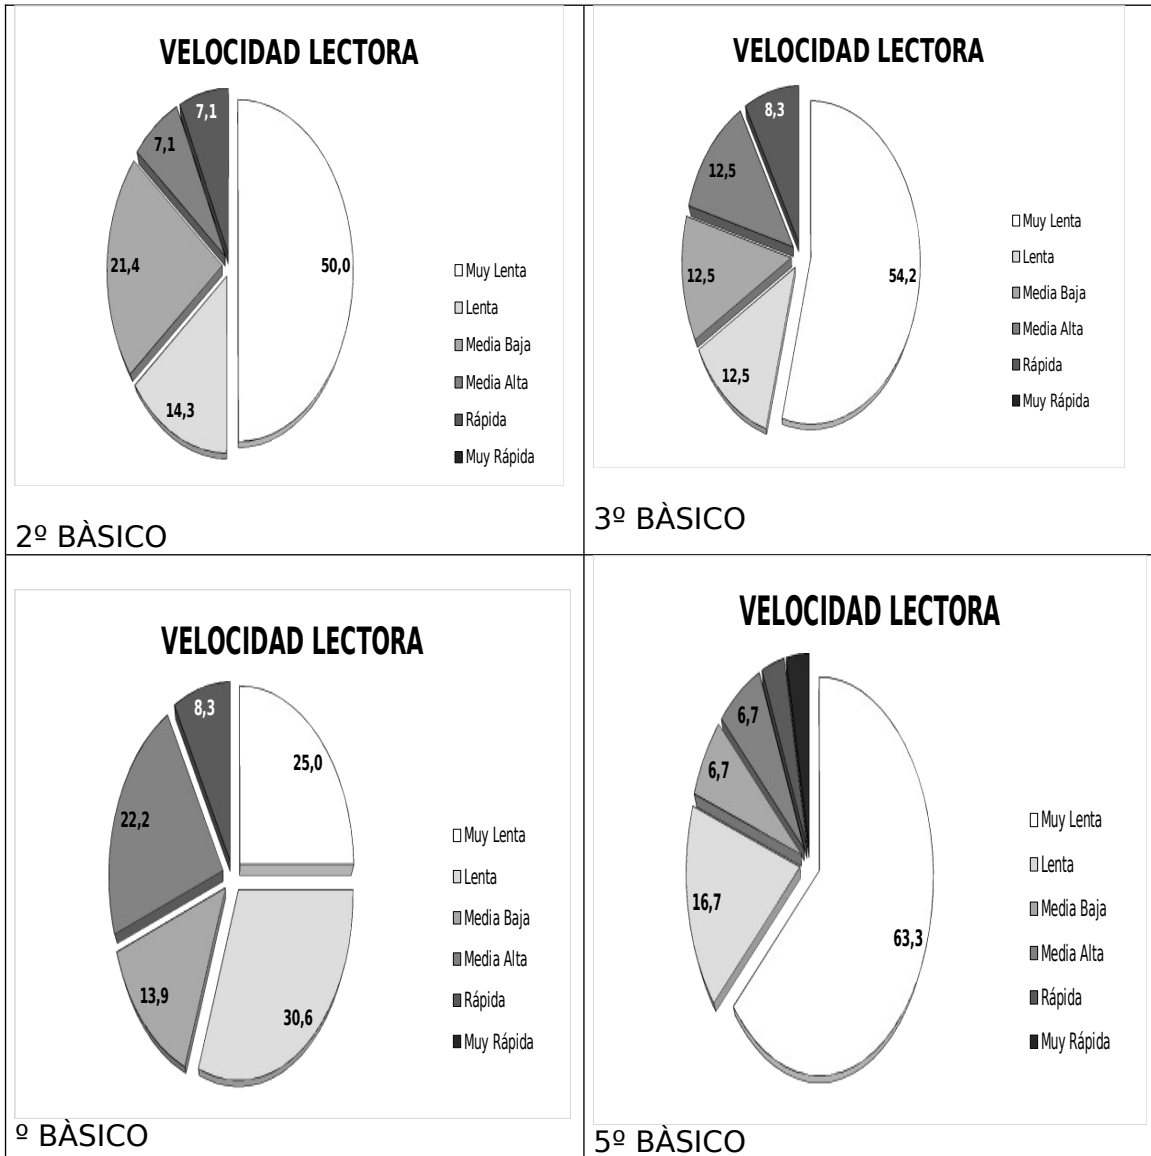 VELOCIDAD LECTORA
7,1
7,1
21,4
50,0
14,3
Muy Lenta
Lenta
Media Baja
Media Alta
Rápida
Muy Rápida
2º BÀSICO
VELOCIDAD LECTORA
8,3
12,5
12,5
54,2
12,5
Muy Lenta
Lenta
Media Baja
Media Alta
Rápida
Muy Rápida
3º BÀSICO
VELOCIDAD LECTORA
8,3
25,0
22,2
13,9
30,6
Muy Lenta
Lenta
Media Baja
Media Alta
Rápida
Muy Rápida
º BÀSICO
VELOCIDAD LECTORA
6,7
6,7
16,7
63,3
Muy Lenta
Lenta
Media Baja
Media Alta
Rápida
Muy Rápida
5º BÀSICO